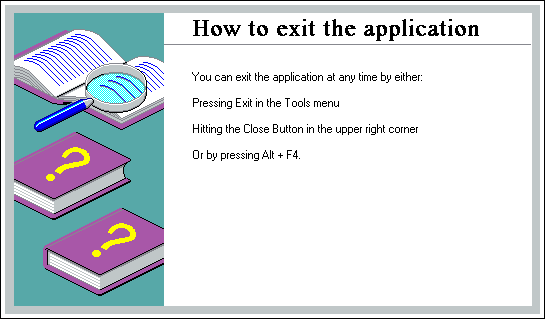 How to exit the application
You can exit the application at any time by either:
Pressing Exit in the Tools menu
Hitting the Close Button in the upper right corner
Or by pressing Alt + F4.
?
?